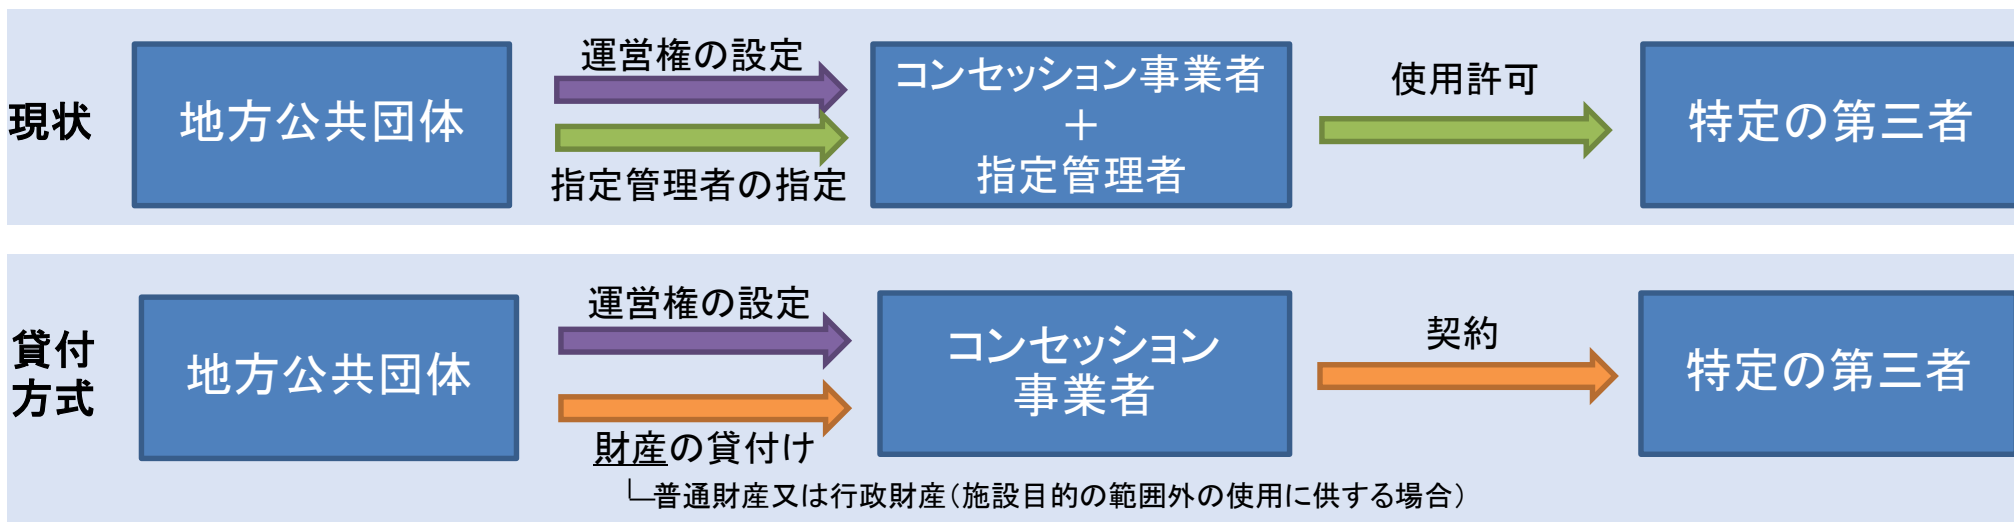 現状
地方公共団体
運営権の設定
指定管理者の指定
コンセッション事業者
＋
指定管理者
使用許可
特定の第三者
貸付
方式
地方公共団体
運営権の設定
財産の貸付け
普通財産又は行政財産（施設目的の範囲外の使用に供する場合）
コンセッション
事業者
契約
特定の第三者